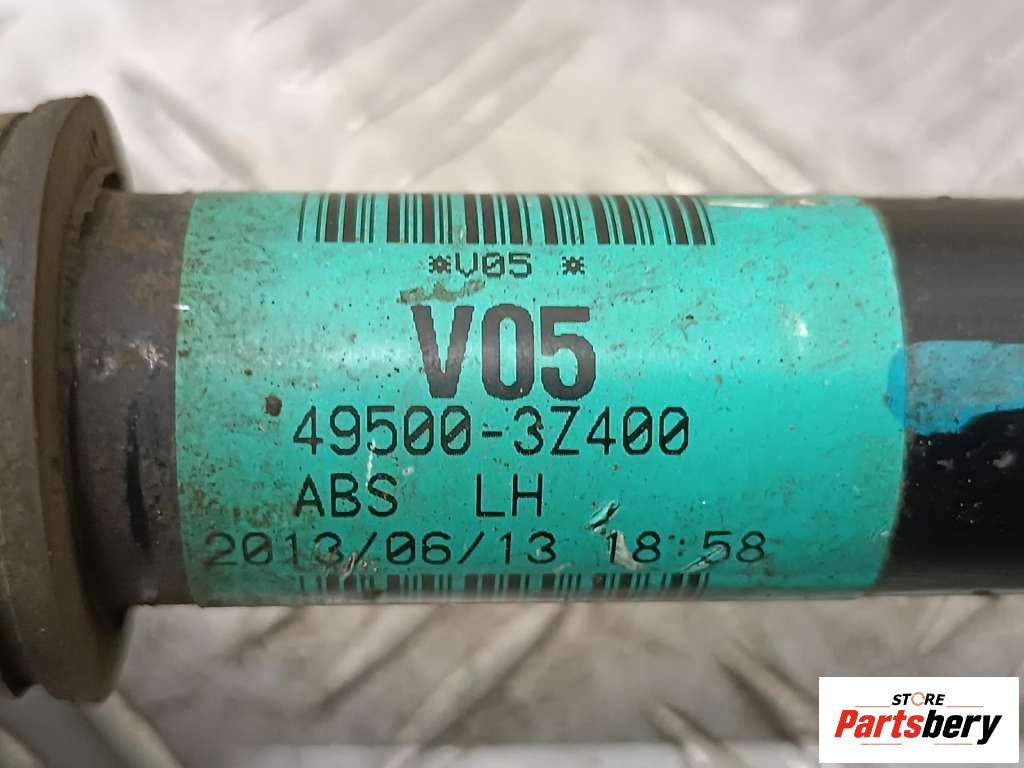 *V05 *
V05
49500-3Z400
ABS LH
2013/06/13 18:58
STORE
Partsbery